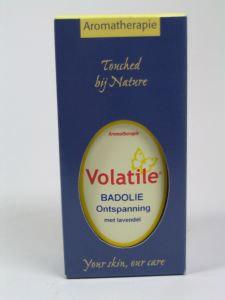 Aromatherapie
Touched
bij Nature
Aromatherapie
Volatile®
BADOLIE
Ontspanning
met lavendel
Your skin, our care